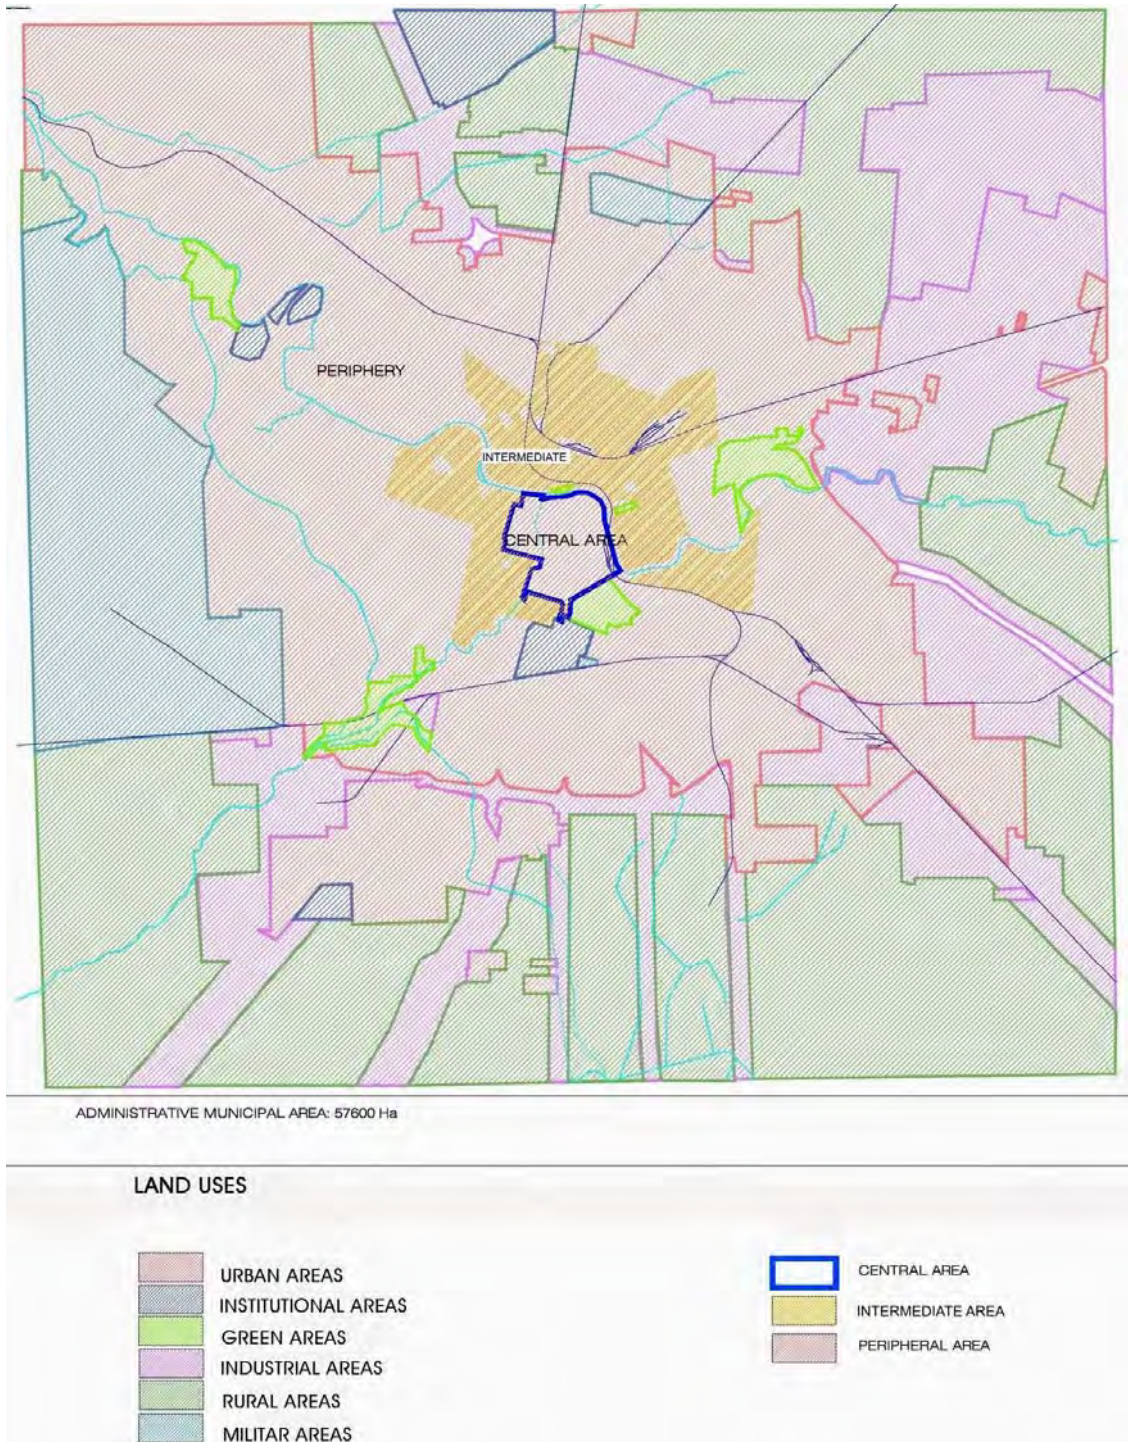 PERIPHERY
INTERMEDIATE
CENTRAL AREA
ADMINISTRATIVE MUNICIPAL AREA: 57600 Ha
LAND USES
URBAN AREAS
INSTITUTIONAL AREAS
GREEN AREAS
INDUSTRIAL AREAS
RURAL AREAS
MILITAR AREAS
CENTRAL AREA
INTERMEDIATE AREA
PERIPHERAL AREA